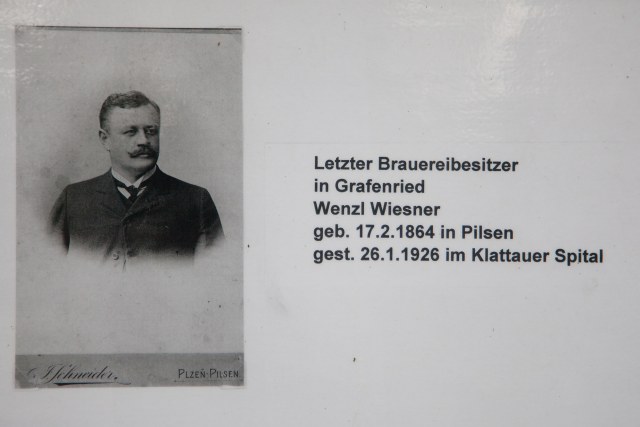 Letzter Brauereibesitzer
in Grafenried
Wenzl Wiesner
geb. 17.2.1864 in Pilsen
gest. 26.1.1926 im Klattauer Spital
Schneider.
PLZEŇ-PILSEN